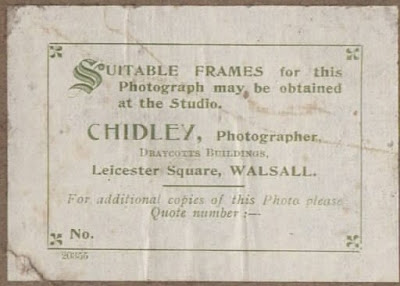 SUITABLE FRAMES for this
Photograph may be obtained
at the Studio.
CHIDLEY, Photographer,
DRAYCOTTS BUILDINGS,
Leicester Square, WALSALL.
For additional copies of this Photo please
Quote number :—
No.
20356